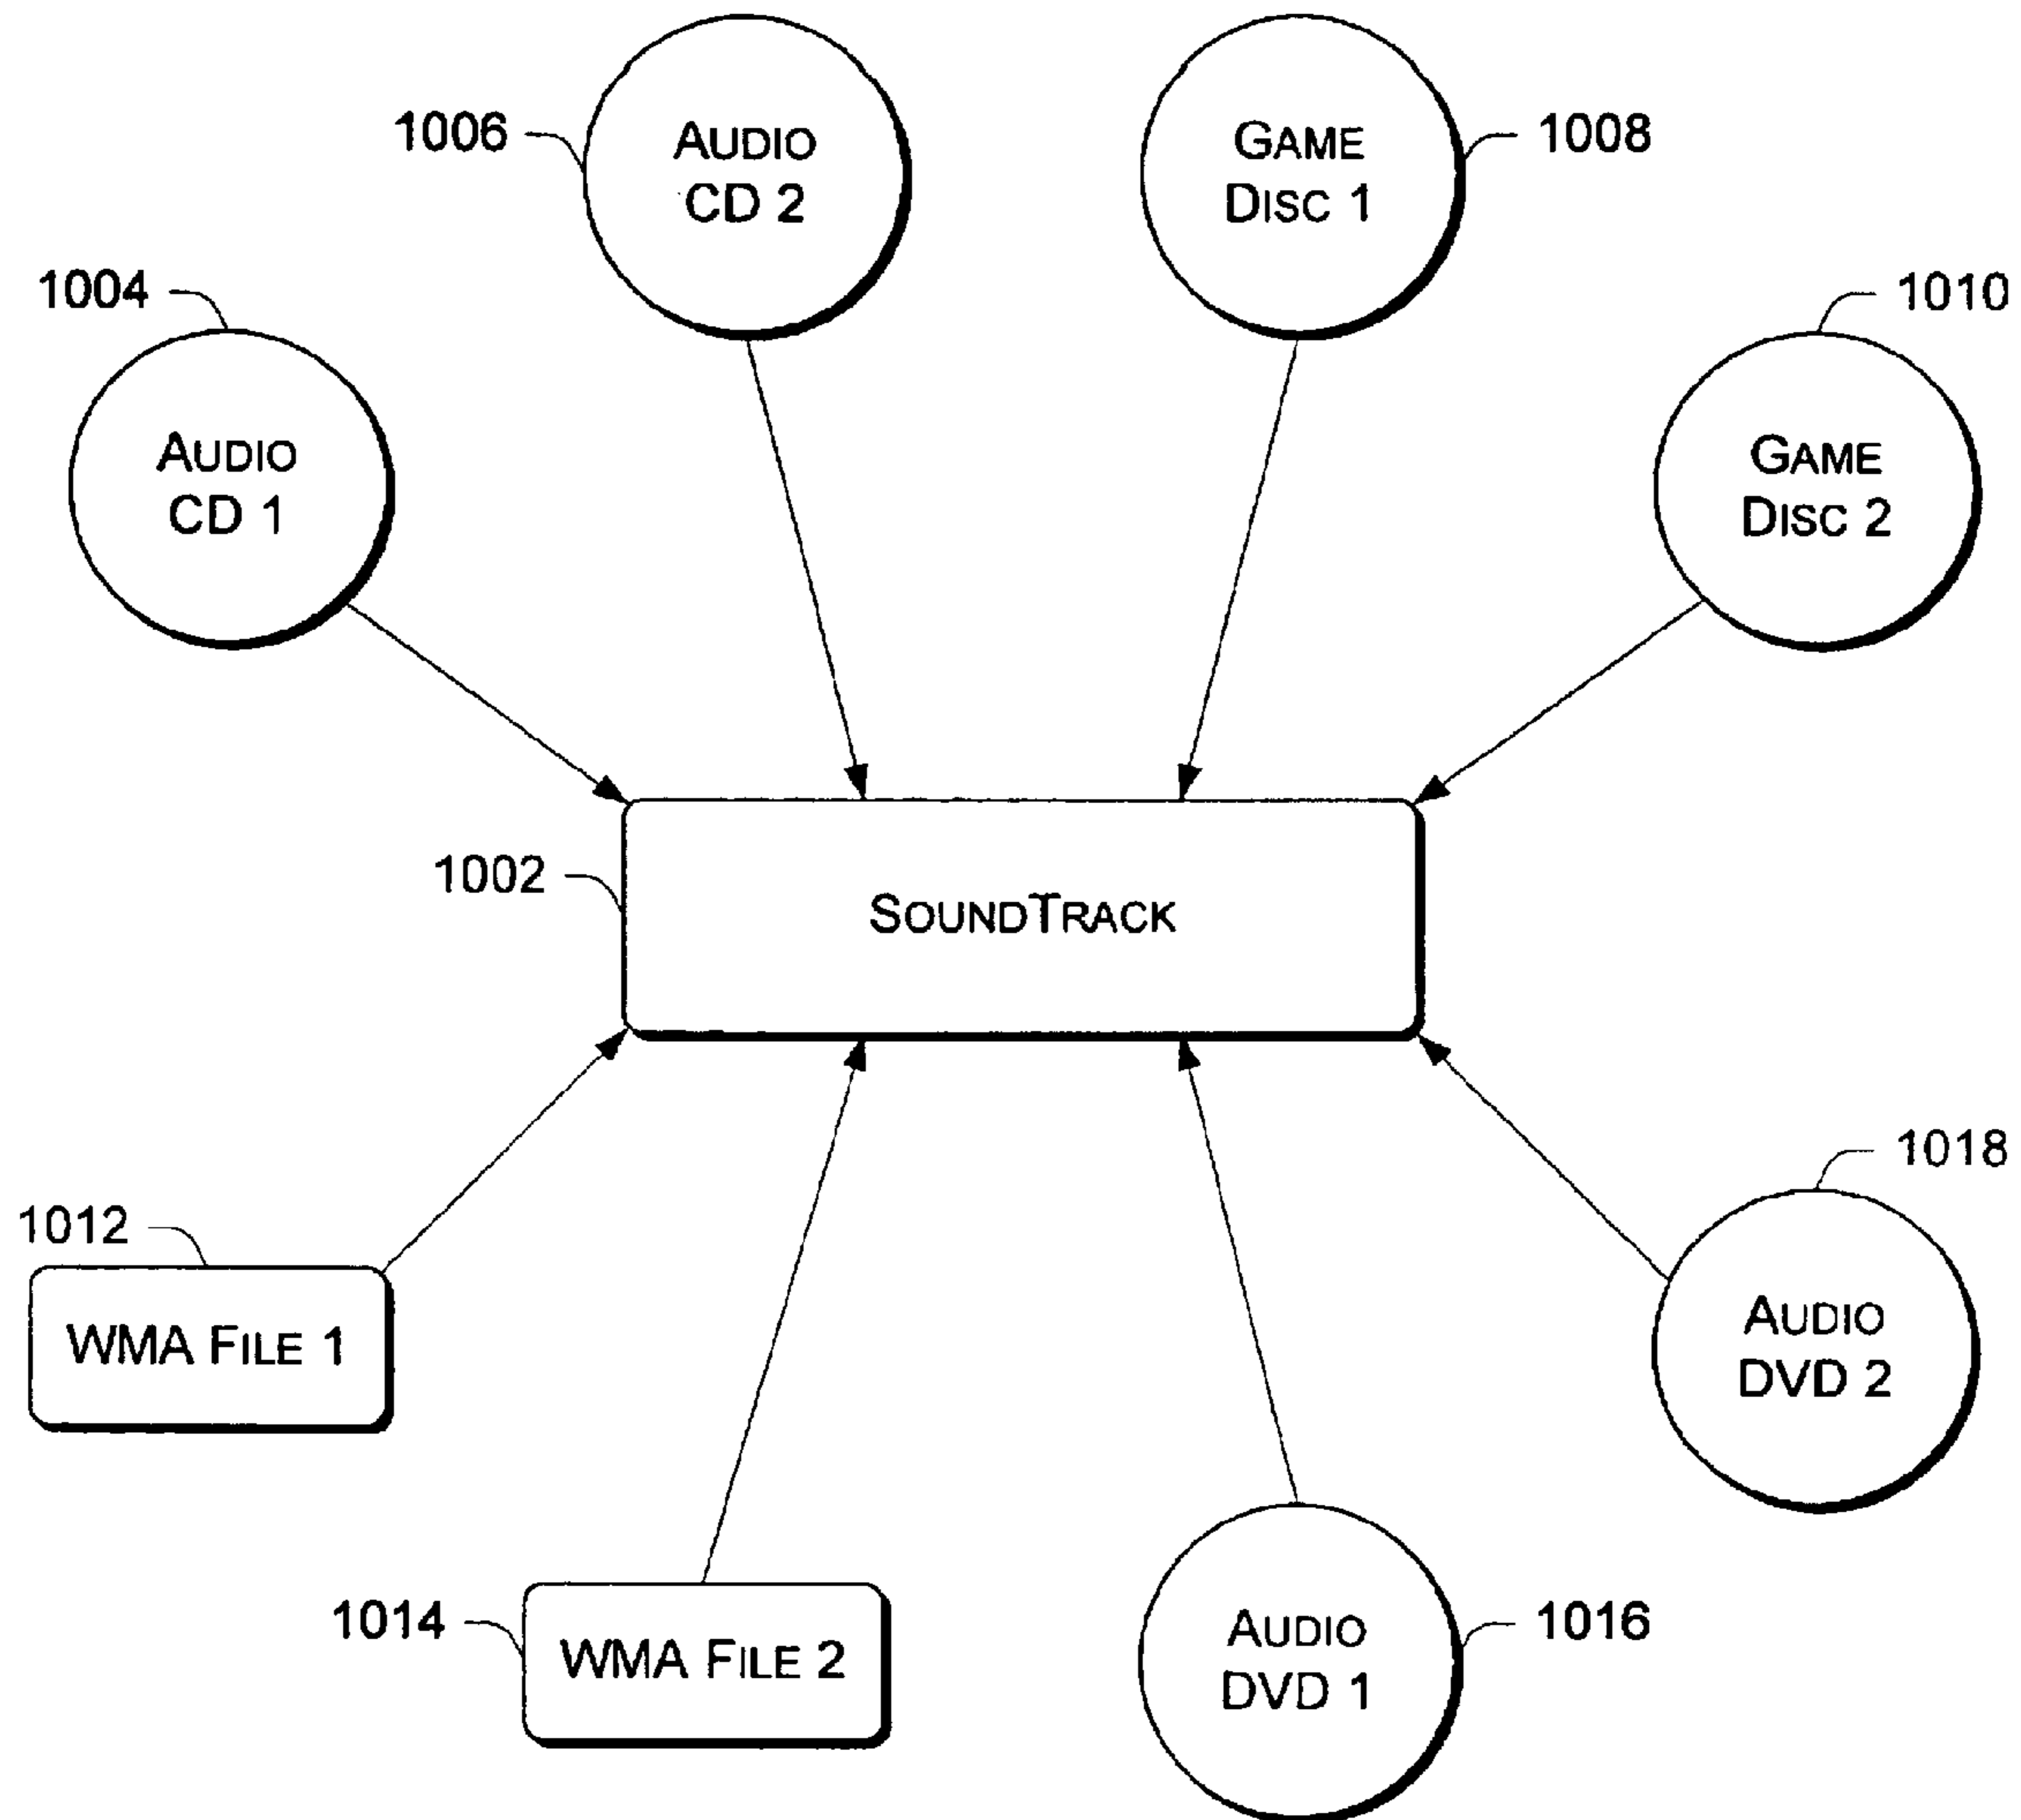 1006
AUDIO
CD 2
GAME
DISC 1
1008
1004
AUDIO
CD 1
1010
GAME
DISC 2
1002
SOUNDTRACK
1012
WMA FILE 1
1018
AUDIO
DVD 2
1014
WMA FILE 2
AUDIO
DVD 1
1016